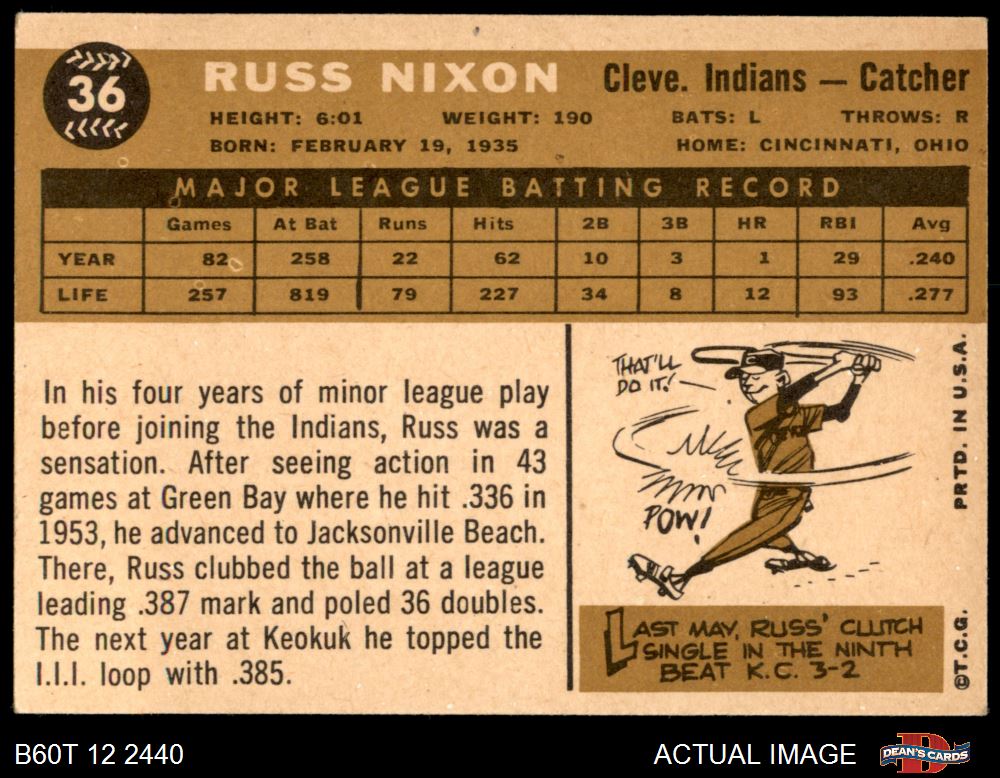 36
RUSS NIXON Cleve. Indians — Catcher
HEIGHT: 6:01 WEIGHT: 190 BATS: L THROWS: R
BORN: FEBRUARY 19, 1935 HOME: CINCINNATI, OHIO
MAJOR LEAGUE BATTING RECORD
Games At Bat Runs Hits 2B 3B HR RBI Avg
YEAR 82 258 22 62 10 3 1 29 .240
LIFE 257 819 79 227 34 8 12 93 .277
In his four years of minor league play
before joining the Indians, Russ was a
sensation. After seeing action in 43
games at Green Bay where he hit .336 in
1953, he advanced to Jacksonville Beach.
There, Russ clubbed the ball at a league
leading .387 mark and poled 36 doubles.
The next year at Keokuk he topped the
I.I.I. loop with .385.
THAT'LL
DO IT!
POW!
LAST MAY, RUSS' CLUTCH
SINGLE IN THE NINTH
BEAT K.C. 3-2
©T.C.G. PRTD. IN U.S.A.
B60T 12 2440 ACTUAL IMAGE
DEAN'S CARDS